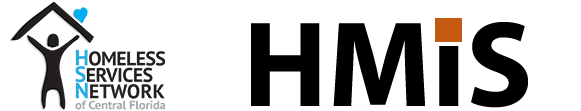 HOMELESS
SERVICES
NETWORK
of Central Florida
HMiS